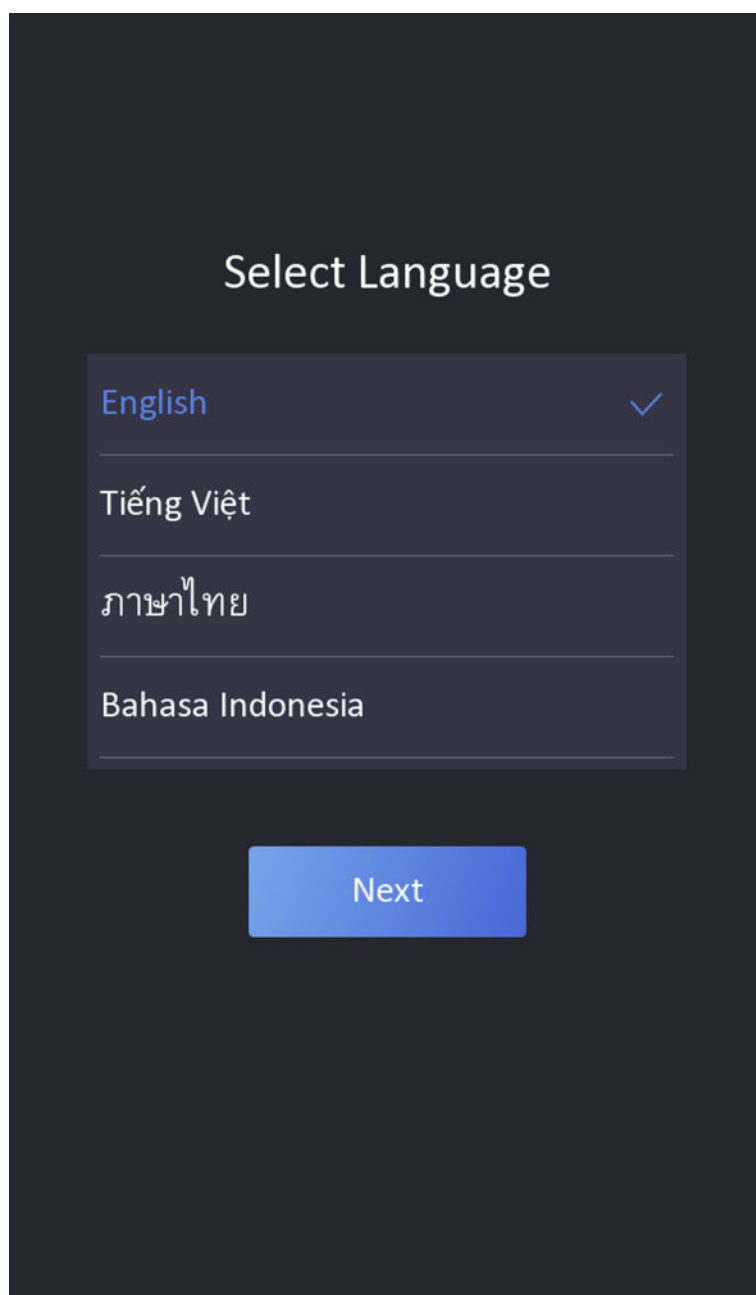 Select Language
English
Tiếng Việt
ภาษาไทย
Bahasa Indonesia
Next